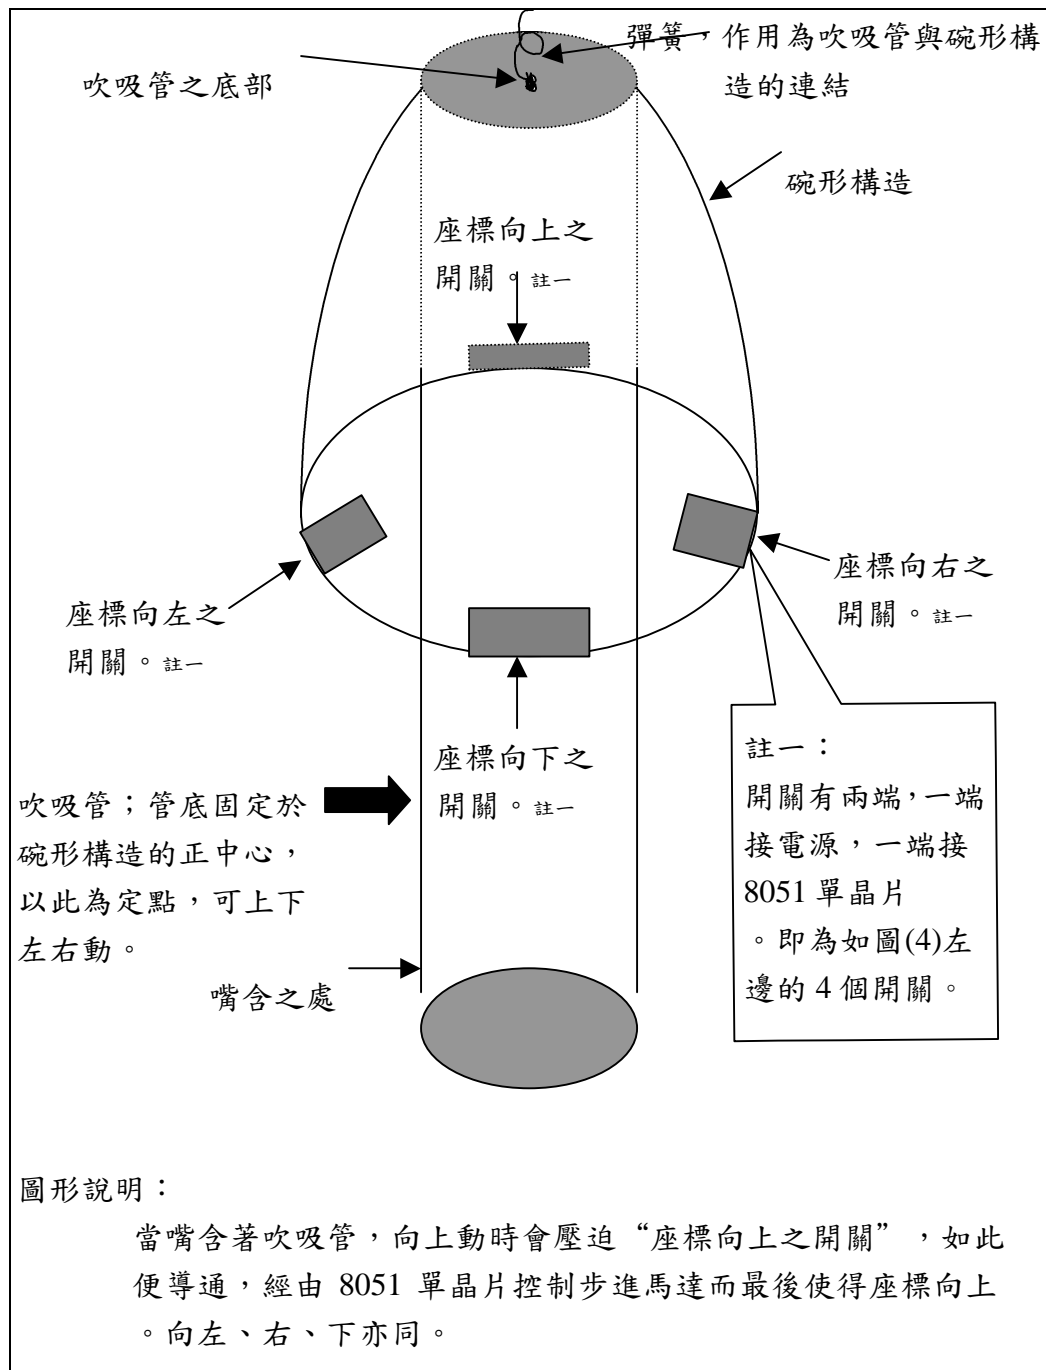 彈簧，作用為吹吸管與碗形構
造的連結
吹吸管之底部
碗形構造
座標向上之
開關。註一
座標向右之
開關。註一
座標向左之
開關。註一
座標向下之
開關。註一
吹吸管；管底固定於
碗形構造的正中心，
以此為定點，可上下
左右動。
嘴含之處
註一：
開關有兩端，一端
接電源，一端接
8051 單晶片
。即為如圖(4)左
邊的 4 個開關。
圖形說明：
當嘴含著吹吸管，向上動時會壓迫“座標向上之開關”，如此
便導通，經由 8051 單晶片控制步進馬達而最後使得座標向上
。向左、右、下亦同。